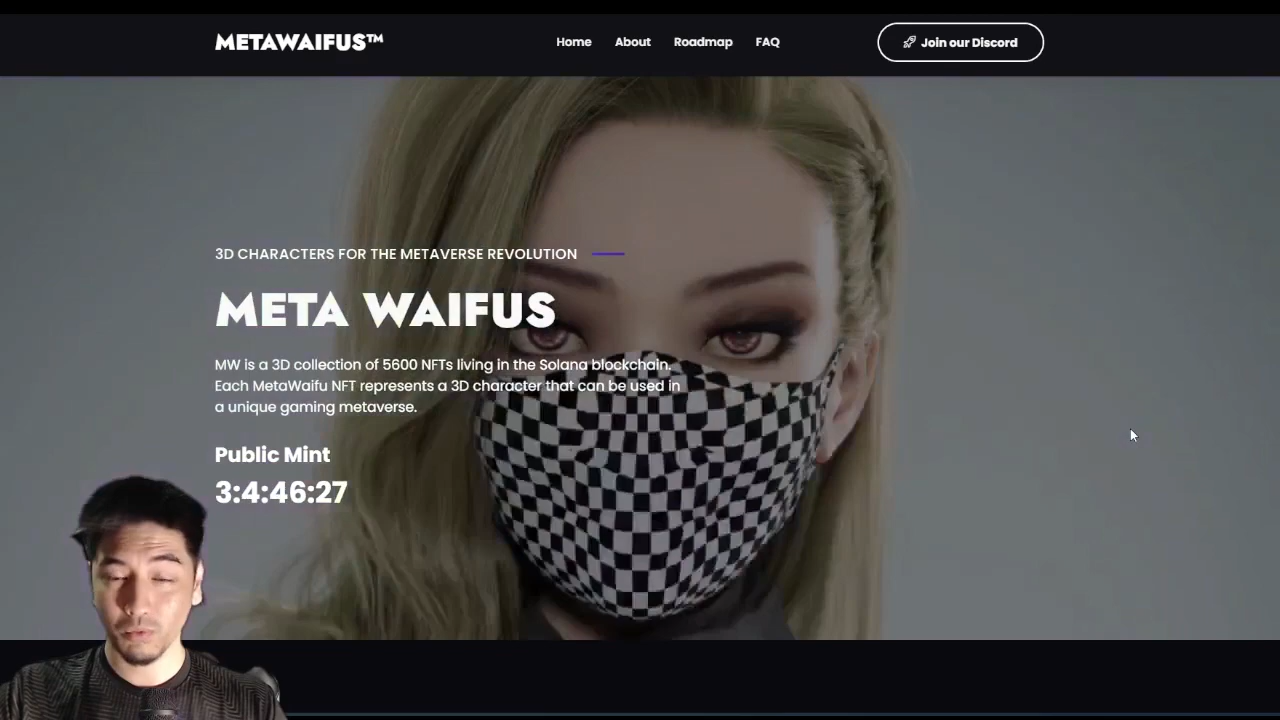 METAWAIFUS™
Home About Roadmap FAQ
Join our Discord
3D CHARACTERS FOR THE METAVERSE REVOLUTION
META WAIFUS
MW is a 3D collection of 5600 NFTs living in the Solana blockchain.
Each MetaWaifu NFT represents a 3D character that can be used in
a unique gaming metaverse.
Public Mint
3:4:46:27